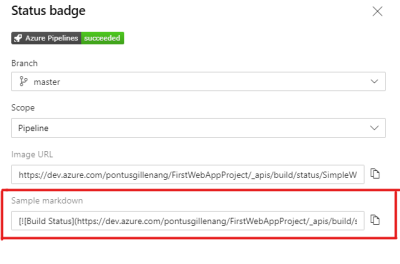 Status badge
Azure Pipelines succeeded
Branch
master
Scope
Pipeline
Image URL
https://dev.azure.com/pontusgillenang/FirstWebAppProject/_apis/build/status/SimpleW
Sample markdown
[![Build Status](https://dev.azure.com/pontusgillenang/FirstWebAppProject/_apis/build/s